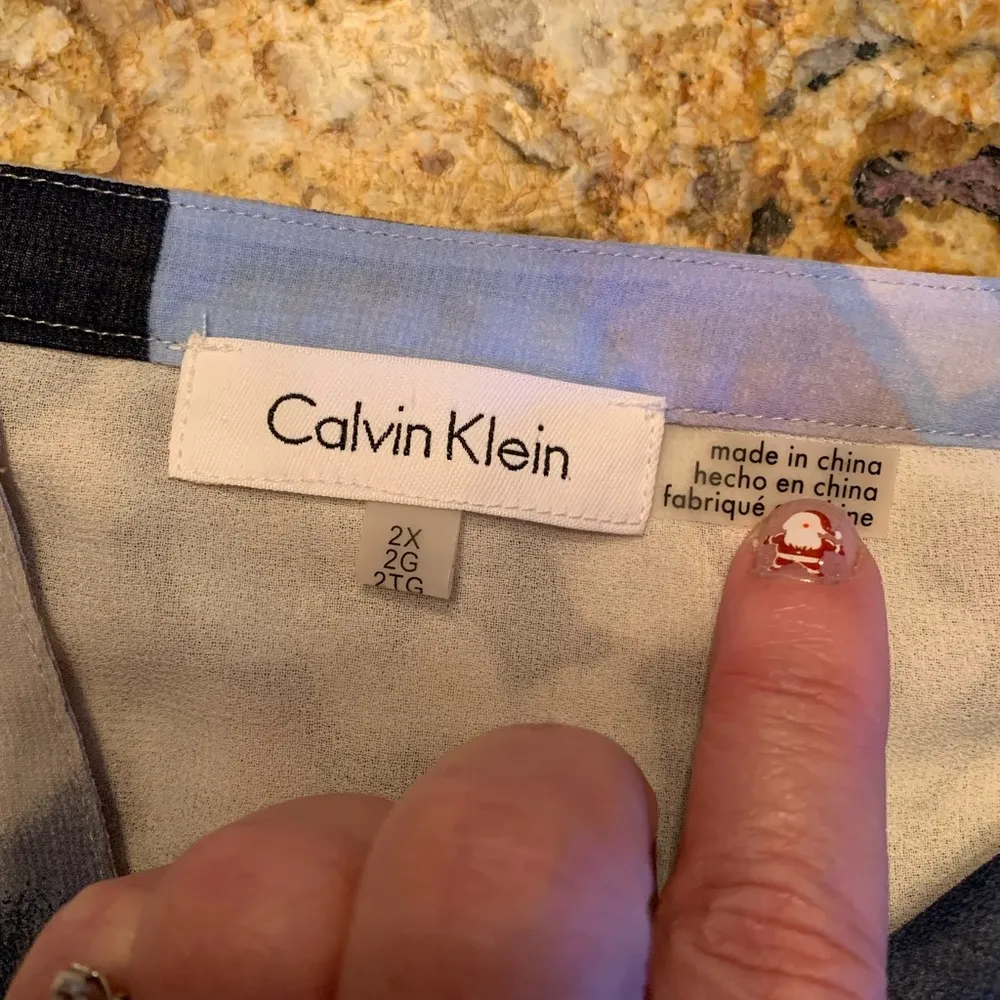 Calvin Klein
2X
2G
2TG
made in china
hecho en china
fabriqué